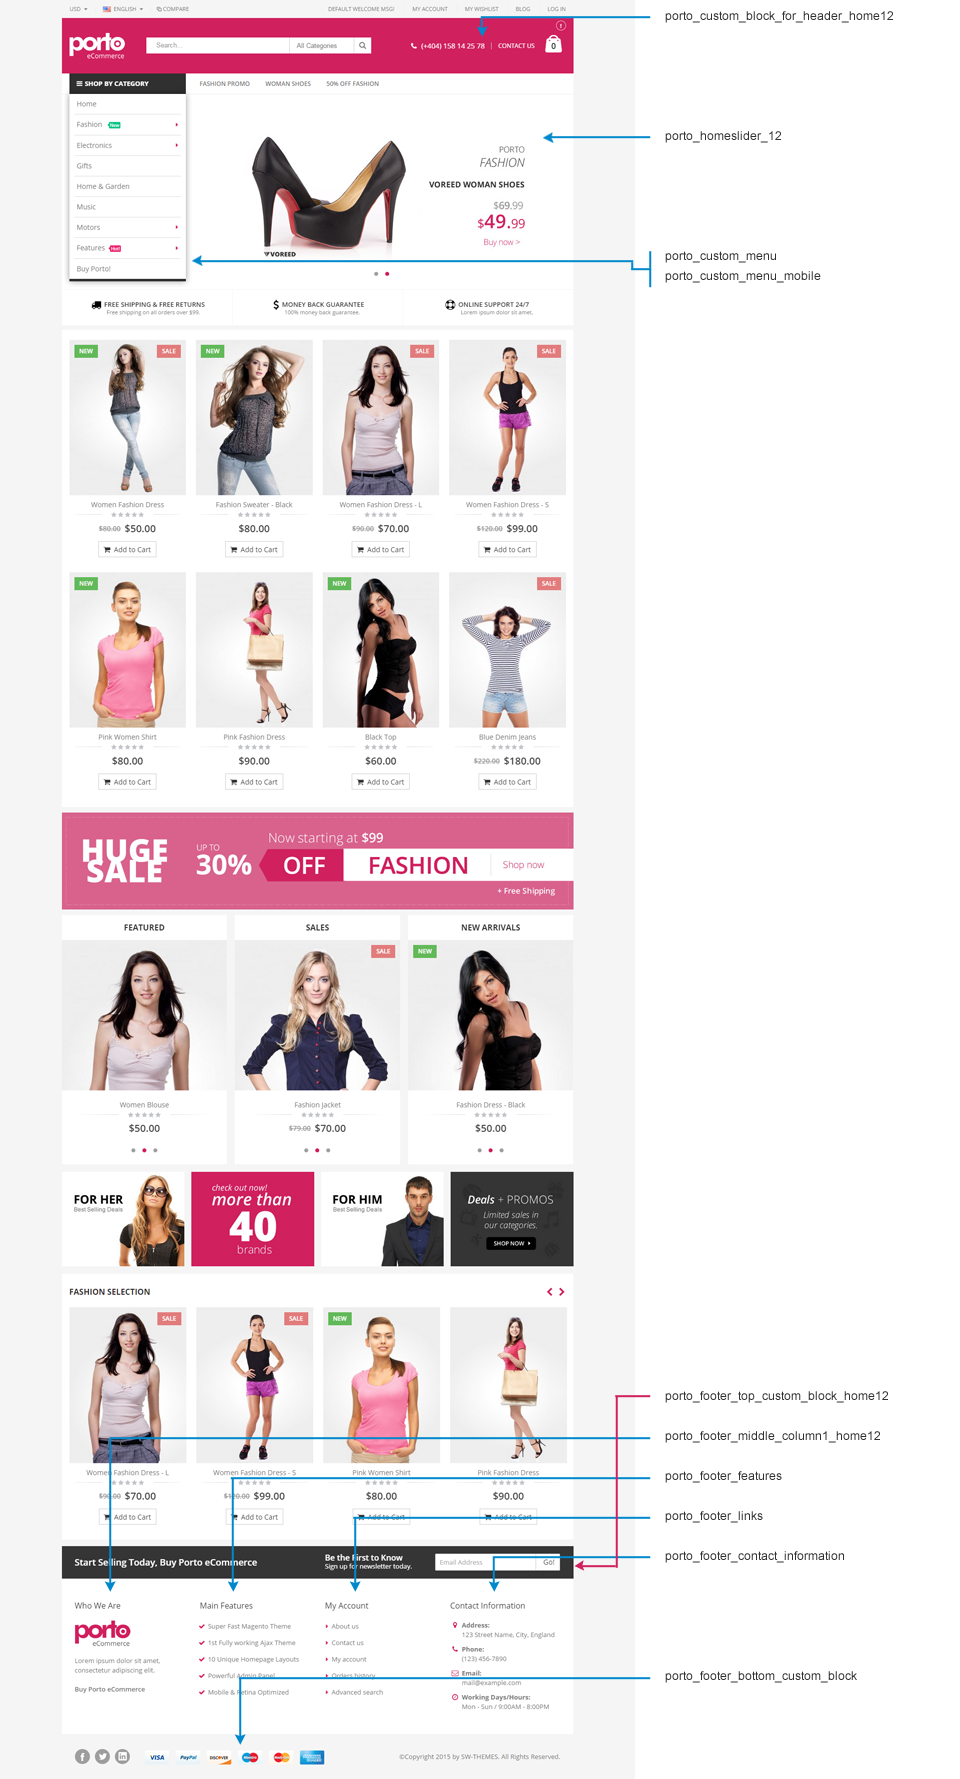 USD ENGLISH COMPARE DEFAULT WELCOME MSG! MY ACCOUNT MY WISHLIST BLOG LOG IN
porto_custom_block_for_header_home12
porto
eCommerce
Search... All Categories
(+404) 158 14 25 78 | CONTACT US 0
SHOP BY CATEGORY FASHION PROMO WOMAN SHOES 50% OFF FASHION
Home
Fashion New
Electronics
Gifts
Home & Garden
Music
Motors
Features Hot!
Buy Porto!
porto_homeslider_12
PORTO
FASHION
VOREED WOMAN SHOES
$69.99
$49.99
Buy now >
VOREED
porto_custom_menu
porto_custom_menu_mobile
FREE SHIPPING & FREE RETURNS
Free shipping on all orders over $99.
MONEY BACK GUARANTEE
100% money back guarantee.
ONLINE SUPPORT 24/7
Lorem ipsum dolor sit amet.
NEW SALE NEW SALE SALE
Women Fashion Dress Fashion Sweater - Black Women Fashion Dress - L Women Fashion Dress - S
$80.00 $50.00 $80.00 $90.00 $70.00 $120.00 $99.00
Add to Cart Add to Cart Add to Cart Add to Cart
NEW NEW SALE
Pink Women Shirt Pink Fashion Dress Black Top Blue Denim Jeans
$80.00 $90.00 $60.00 $220.00 $180.00
Add to Cart Add to Cart Add to Cart Add to Cart
HUGE
SALE
UP TO
30%
Now starting at $99
OFF FASHION Shop now
+ Free Shipping
FEATURED SALES NEW ARRIVALS
SALE NEW
Women Blouse Fashion Jacket Fashion Dress - Black
$50.00 $79.00 $70.00 $50.00
FOR HER
Best Selling Deals
check out now!
more than
40
brands
FOR HIM
Best Selling Deals
Deals + PROMOS
Limited sales in
our categories.
SHOP NOW
FASHION SELECTION
SALE SALE NEW
Women Fashion Dress - L Women Fashion Dress - S Pink Women Shirt Pink Fashion Dress
$90.00 $70.00 $120.00 $99.00 $80.00 $90.00
Add to Cart Add to Cart Add to Cart Add to Cart
porto_footer_top_custom_block_home12
porto_footer_middle_column1_home12
porto_footer_features
porto_footer_links
porto_footer_contact_information
Start Selling Today, Buy Porto eCommerce
Be the First to Know
Sign up for newsletter today.
Email Address Go!
Who We Are
porto
eCommerce
Lorem ipsum dolor sit amet,
consectetur adipiscing elit.
Buy Porto eCommerce
Main Features
Super Fast Magento Theme
1st Fully working Ajax Theme
10 Unique Homepage Layouts
Powerful Admin Panel
Mobile & Retina Optimized
My Account
About us
Contact us
My account
Orders history
Advanced search
Contact Information
Address:
123 Street Name, City, England
Phone:
(123) 456-7890
Email:
mail@example.com
Working Days/Hours:
Mon - Sun / 9:00AM - 8:00PM
porto_footer_bottom_custom_block
VISA PayPal DISCOVER
©Copyright 2015 by SW-THEMES. All Rights Reserved.